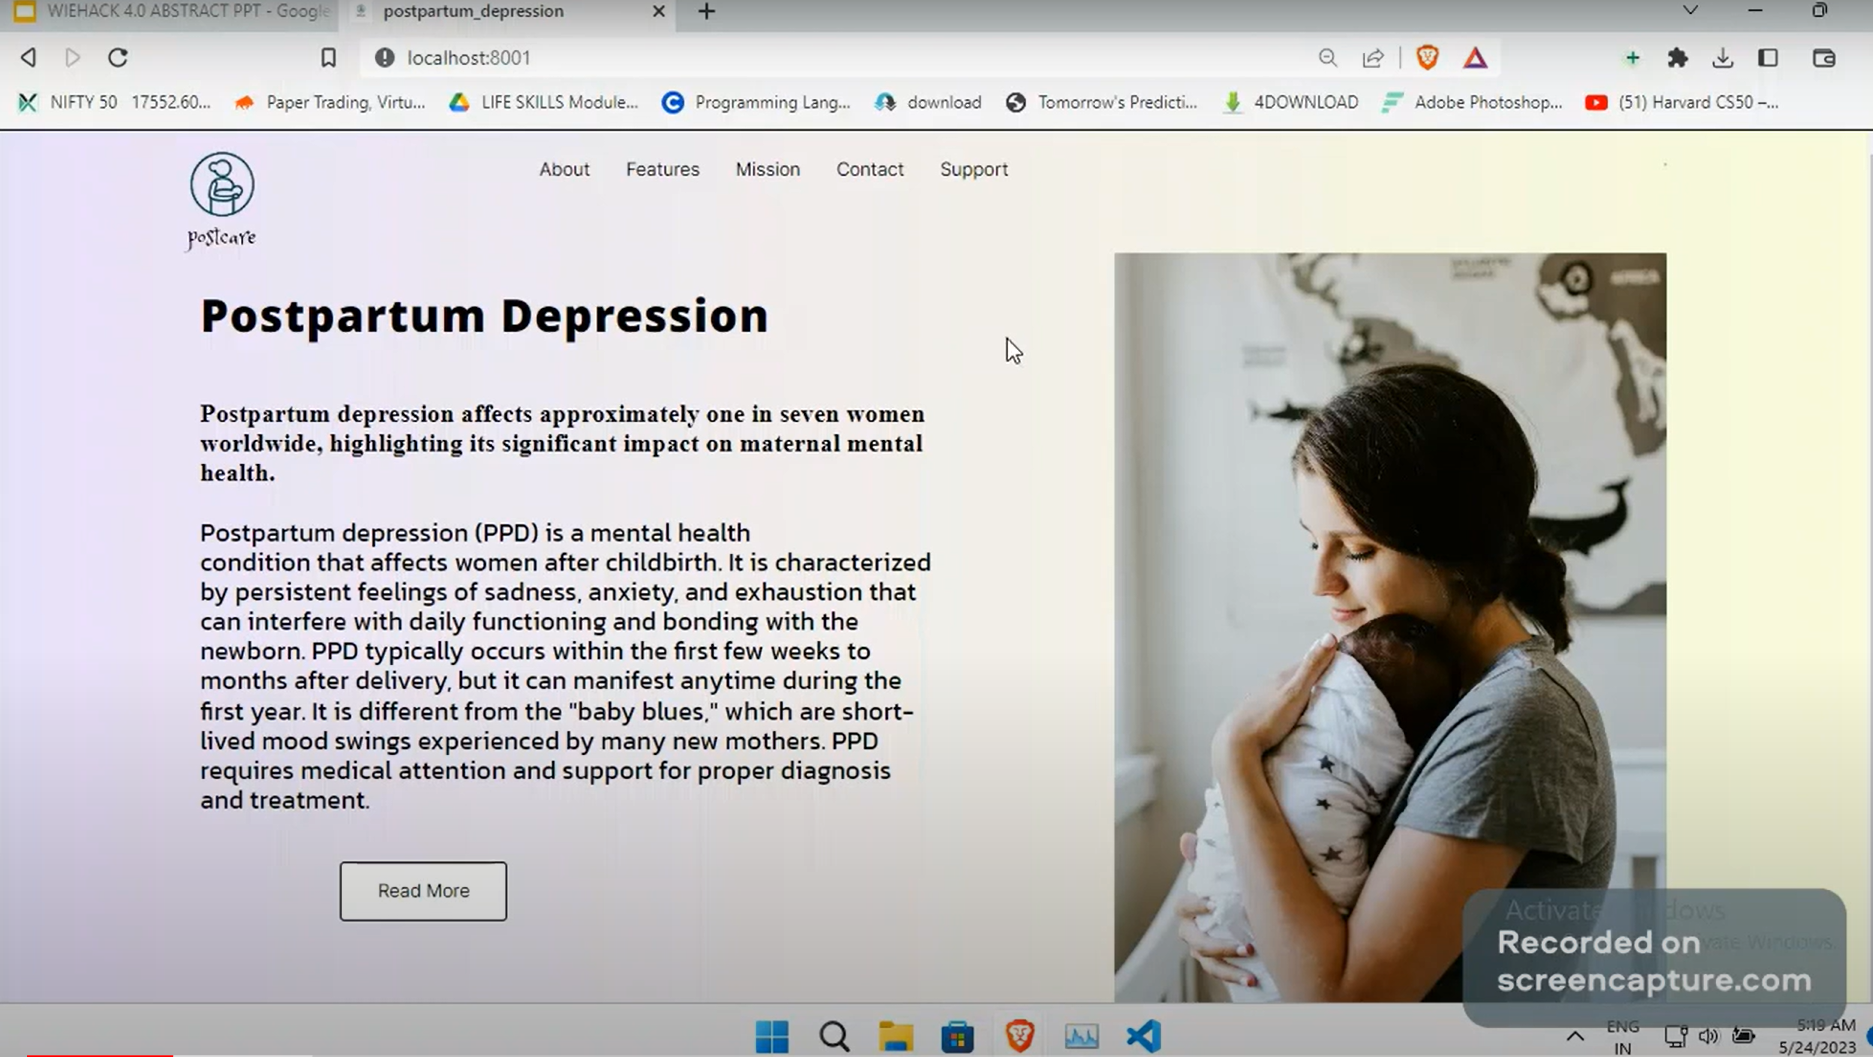 WIEHACK 4.0 ABSTRACT PPT - Google
postpartum_depression
localhost:8001
NIFTY 50 17552.60...
Paper Trading, Virtu...
LIFE SKILLS Module...
Programming Lang...
download
Tomorrow's Predicti...
4DOWNLOAD
Adobe Photoshop...
(51) Harvard CS50 –...
postcare
About
Features
Mission
Contact
Support
Postpartum Depression
Postpartum depression affects approximately one in seven women
worldwide, highlighting its significant impact on maternal mental
health.
Postpartum depression (PPD) is a mental health
condition that affects women after childbirth. It is characterized
by persistent feelings of sadness, anxiety, and exhaustion that
can interfere with daily functioning and bonding with the
newborn. PPD typically occurs within the first few weeks to
months after delivery, but it can manifest anytime during the
first year. It is different from the "baby blues," which are short-
lived mood swings experienced by many new mothers. PPD
requires medical attention and support for proper diagnosis
and treatment.
Read More
Activate
Recorded on
Windows.
screencapture.com
ENG
IN
5:19 AM
5/24/2023